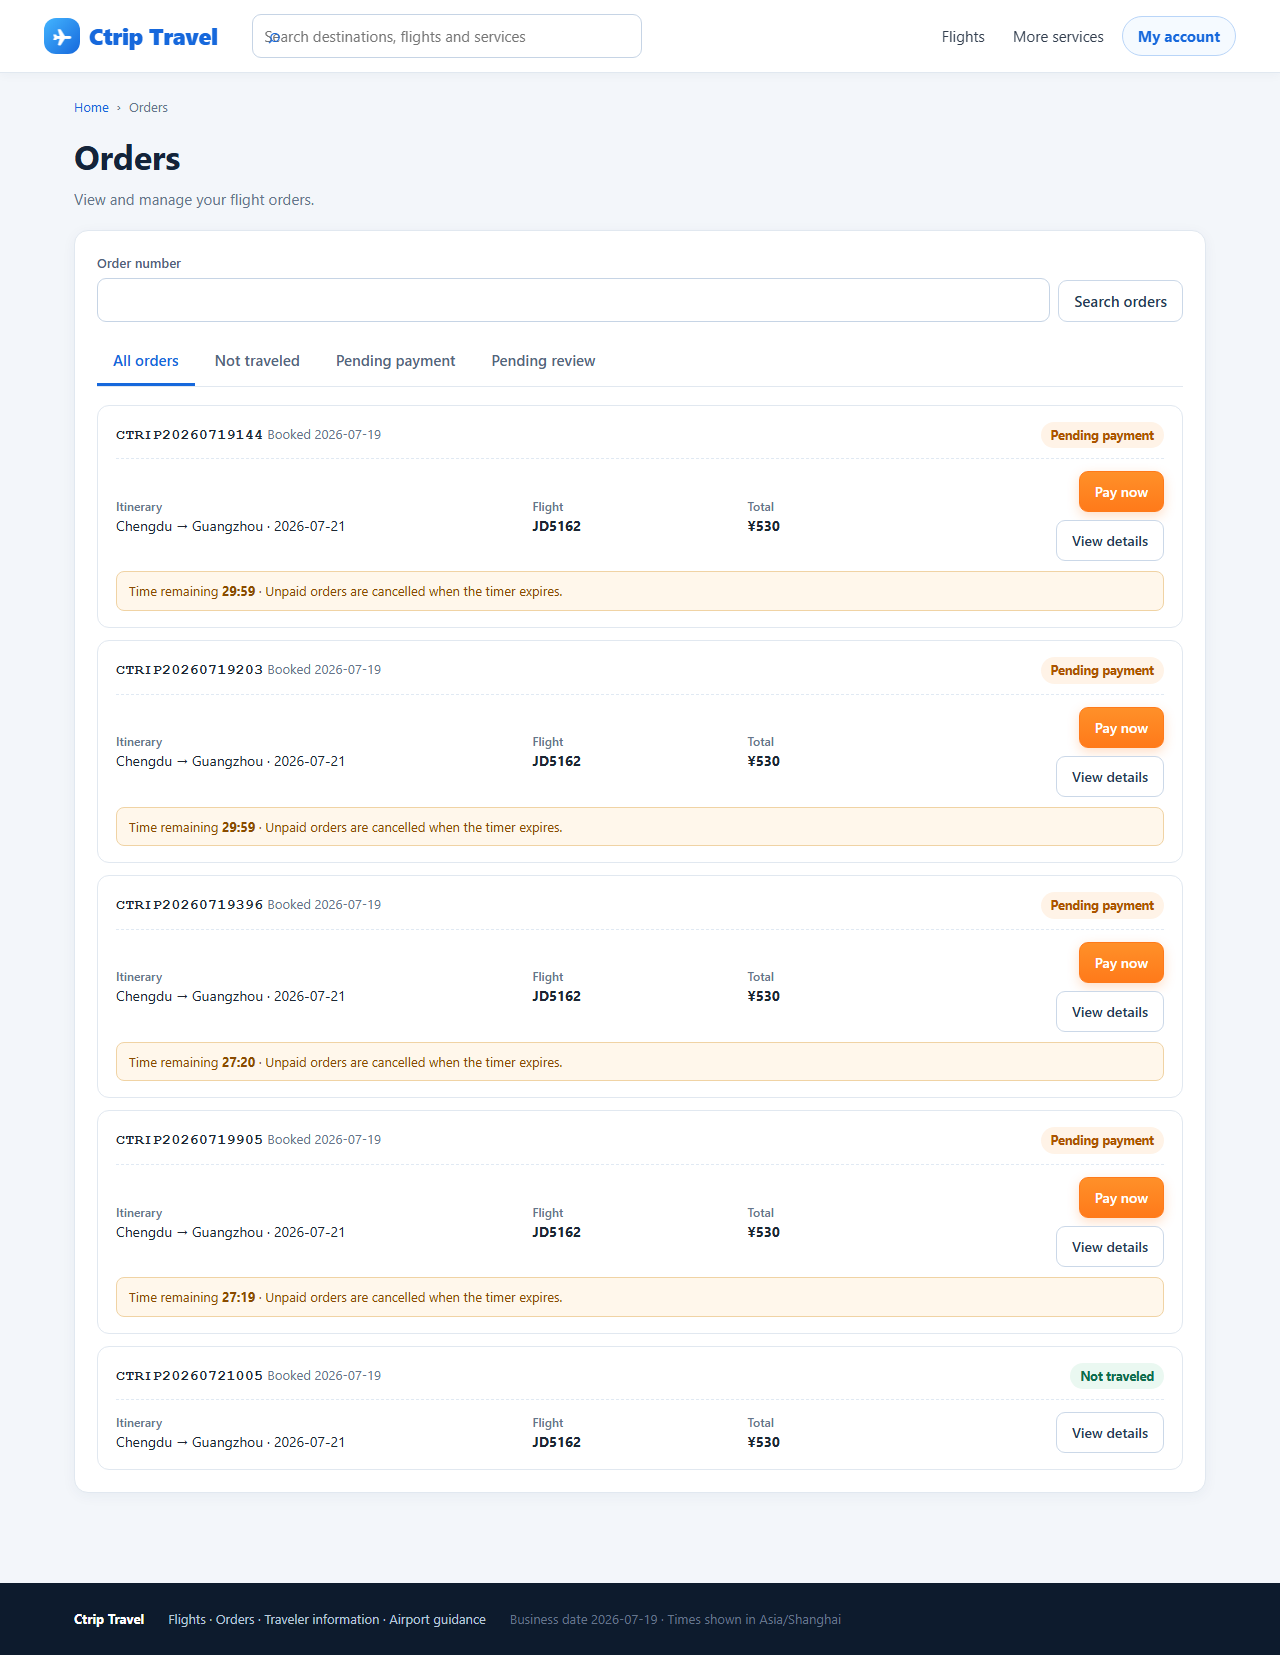 Ctrip Travel
Search destinations, flights and services
Flights
More services
My account
Home › Orders
Orders
View and manage your flight orders.
Order number
Search orders
All orders
Not traveled
Pending payment
Pending review
CTRIP20260719144 Booked 2026-07-19
Pending payment
Itinerary
Chengdu → Guangzhou · 2026-07-21
Flight
JD5162
Total
¥530
Pay now
View details
Time remaining 29:59 · Unpaid orders are cancelled when the timer expires.
CTRIP20260719203 Booked 2026-07-19
Pending payment
Itinerary
Chengdu → Guangzhou · 2026-07-21
Flight
JD5162
Total
¥530
Pay now
View details
Time remaining 29:59 · Unpaid orders are cancelled when the timer expires.
CTRIP20260719396 Booked 2026-07-19
Pending payment
Itinerary
Chengdu → Guangzhou · 2026-07-21
Flight
JD5162
Total
¥530
Pay now
View details
Time remaining 27:20 · Unpaid orders are cancelled when the timer expires.
CTRIP20260719905 Booked 2026-07-19
Pending payment
Itinerary
Chengdu → Guangzhou · 2026-07-21
Flight
JD5162
Total
¥530
Pay now
View details
Time remaining 27:19 · Unpaid orders are cancelled when the timer expires.
CTRIP20260721005 Booked 2026-07-19
Not traveled
Itinerary
Chengdu → Guangzhou · 2026-07-21
Flight
JD5162
Total
¥530
View details
Ctrip Travel
Flights · Orders · Traveler information · Airport guidance
Business date 2026-07-19 · Times shown in Asia/Shanghai